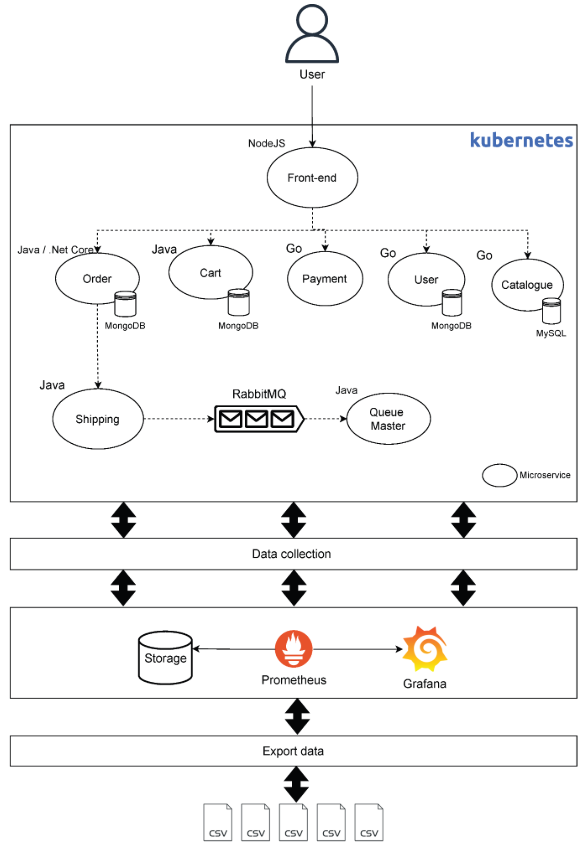 User
kubernetes
NodeJS
Front-end
Java / .Net Core
Java
Go
Go
Go
Order
Cart
Payment
User
Catalogue
MongoDB
MongoDB
MongoDB
MySQL
Java
RabbitMQ
Java
Shipping
Queue
Master
Microservice
Data collection
Storage
Prometheus
Grafana
Export data
CSV
CSV
CSV
CSV
CSV